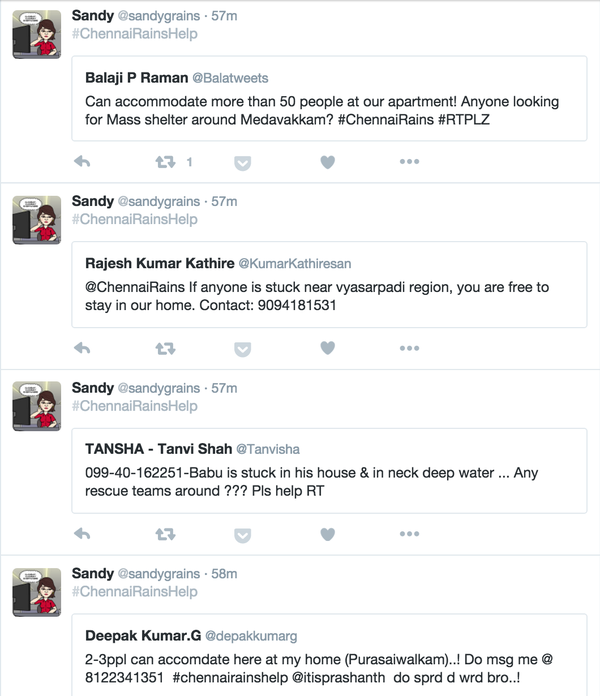 Sandy @sandygrains · 57m
#ChennaiRainsHelp
Balaji P Raman @Balatweets
Can accommodate more than 50 people at our apartment! Anyone looking
for Mass shelter around Medavakkam? #ChennaiRains #RTPLZ
1
Sandy @sandygrains · 57m
#ChennaiRainsHelp
Rajesh Kumar Kathire @KumarKathiresan
@ChennaiRains If anyone is stuck near vyasarpadi region, you are free to
stay in our home. Contact: 9094181531
Sandy @sandygrains · 57m
#ChennaiRainsHelp
TANSHA - Tanvi Shah @Tanvisha
099-40-162251-Babu is stuck in his house & in neck deep water ... Any
rescue teams around ??? Pls help RT
Sandy @sandygrains · 58m
#ChennaiRainsHelp
Deepak Kumar.G @depakkumarg
2-3ppl can accomdate here at my home (Purasaiwalkam)..! Do msg me @
8122341351 #chennairainshelp @itisprashanth do sprd d wrd bro..!